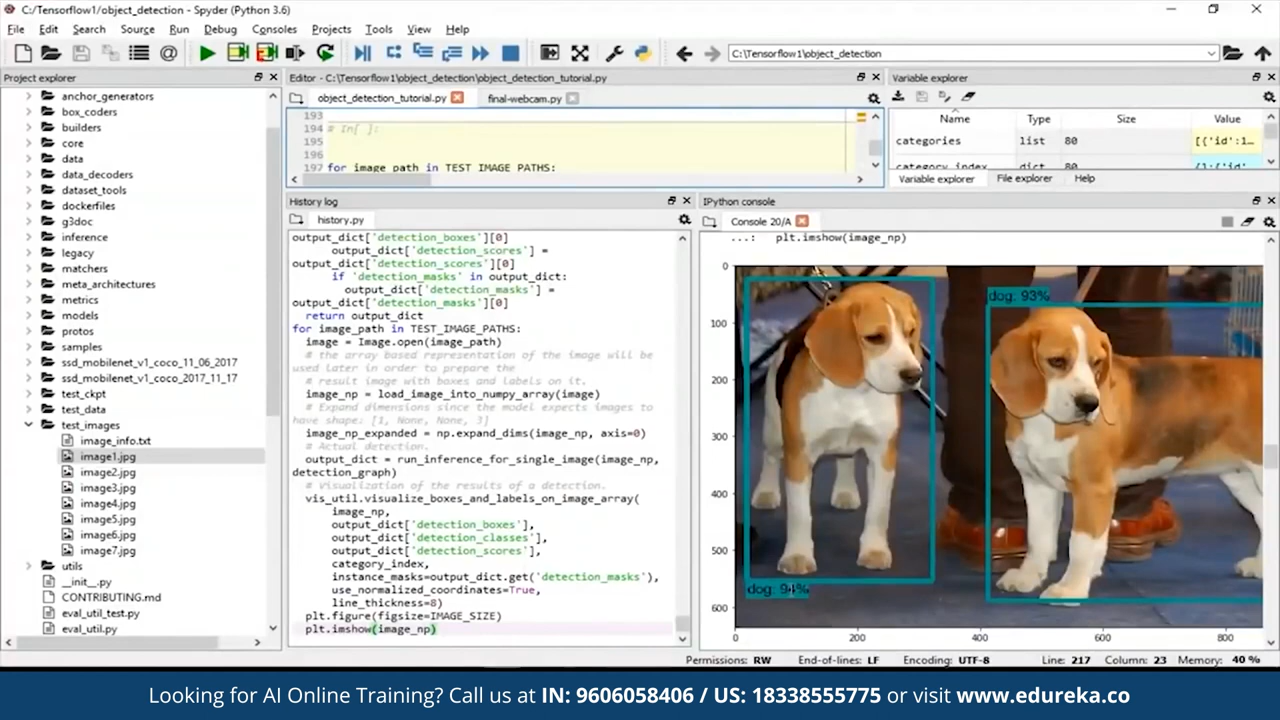 C:/Tensorflow1/object_detection - Spyder (Python 3.6)
File Edit Search Source Run Debug Consoles Projects Tools View Help
C:\Tensorflow1\object_detection
Project explorer
anchor_generators
box_coders
builders
core
data
data_decoders
dataset_tools
dockerfiles
g3doc
inference
legacy
matchers
meta_architectures
metrics
models
protos
samples
ssd_mobilenet_v1_coco_11_06_2017
ssd_mobilenet_v1_coco_2017_11_17
test_ckpt
test_data
test_images
image_info.txt
image1.jpg
image2.jpg
image3.jpg
image4.jpg
image5.jpg
image6.jpg
image7.jpg
utils
__init__.py
CONTRIBUTING.md
eval_util_test.py
eval_util.py
Editor - C:\Tensorflow1\object_detection\object_detection_tutorial.py
object_detection_tutorial.py final-webcam.py
193
194 # In[ ]:
195
196
197 for image_path in TEST_IMAGE_PATHS:
History log
history.py
output_dict['detection_boxes'][0]
output_dict['detection_scores'] =
output_dict['detection_scores'][0]
if 'detection_masks' in output_dict:
output_dict['detection_masks'] =
output_dict['detection_masks'][0]
return output_dict
for image_path in TEST_IMAGE_PATHS:
image = Image.open(image_path)
# the array based representation of the image will be
used later in order to prepare the
# result image with boxes and labels on it.
image_np = load_image_into_numpy_array(image)
# Expand dimensions since the model expects images to
have shape: [1, None, None, 3]
image_np_expanded = np.expand_dims(image_np, axis=0)
# Actual detection.
output_dict = run_inference_for_single_image(image_np,
detection_graph)
# Visualization of the results of a detection.
vis_util.visualize_boxes_and_labels_on_image_array(
image_np,
output_dict['detection_boxes'],
output_dict['detection_classes'],
output_dict['detection_scores'],
category_index,
instance_masks=output_dict.get('detection_masks'),
use_normalized_coordinates=True,
line_thickness=8)
plt.figure(figsize=IMAGE_SIZE)
plt.imshow(image_np)
Variable explorer
Name Type Size Value
categories list 80 [{'id':1...
category_index dict 80 {1:{'id'
Variable explorer File explorer Help
IPython console
Console 20/A
...: plt.imshow(image_np)
0
100
200
300
400
500
600
0 200 400 600 800
dog: 93%
dog: 94%
Permissions: RW End-of-lines: LF Encoding: UTF-8 Line: 217 Column: 23 Memory: 40 %
Looking for AI Online Training? Call us at IN: 9606058406 / US: 18338555775 or visit www.edureka.co